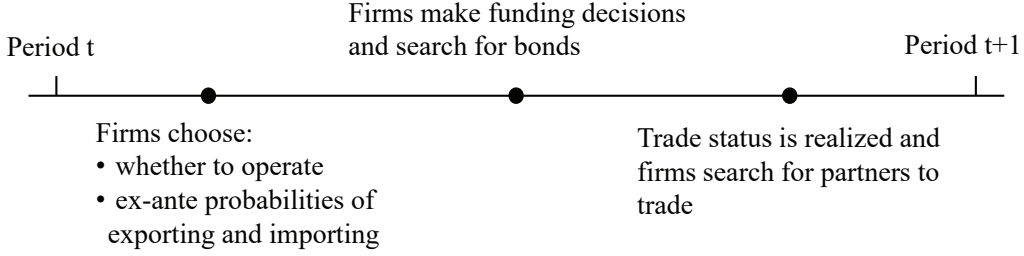 Firms make funding decisions
and search for bonds
Period t
Period t+1
Firms choose:
• whether to operate
• ex-ante probabilities of
exporting and importing
Trade status is realized and
firms search for partners to
trade